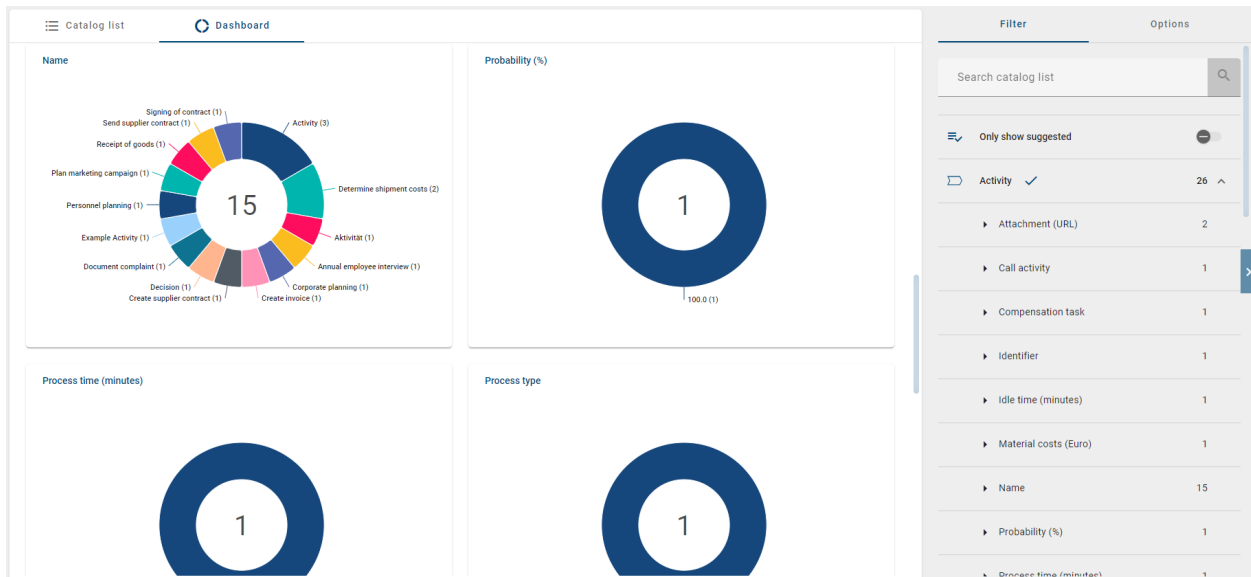 Catalog list
Dashboard
Filter
Options
Name
Signing of contract (1)
Send supplier contract (1)
Receipt of goods (1)
Plan marketing campaign (1)
Personnel planning (1)
Example Activity (1)
Document complaint (1)
Decision (1)
Create supplier contract (1)
Activity (3)
Determine shipment costs (2)
Aktivität (1)
Annual employee interview (1)
Corporate planning (1)
Create invoice (1)
15
Probability (%)
1
100.0 (1)
Process time (minutes)
1
Process type
1
Search catalog list
Only show suggested
Activity 26
Attachment (URL) 2
Call activity 1
Compensation task 1
Identifier 1
Idle time (minutes) 1
Material costs (Euro) 1
Name 15
Probability (%) 1
Process time (minutes) 1